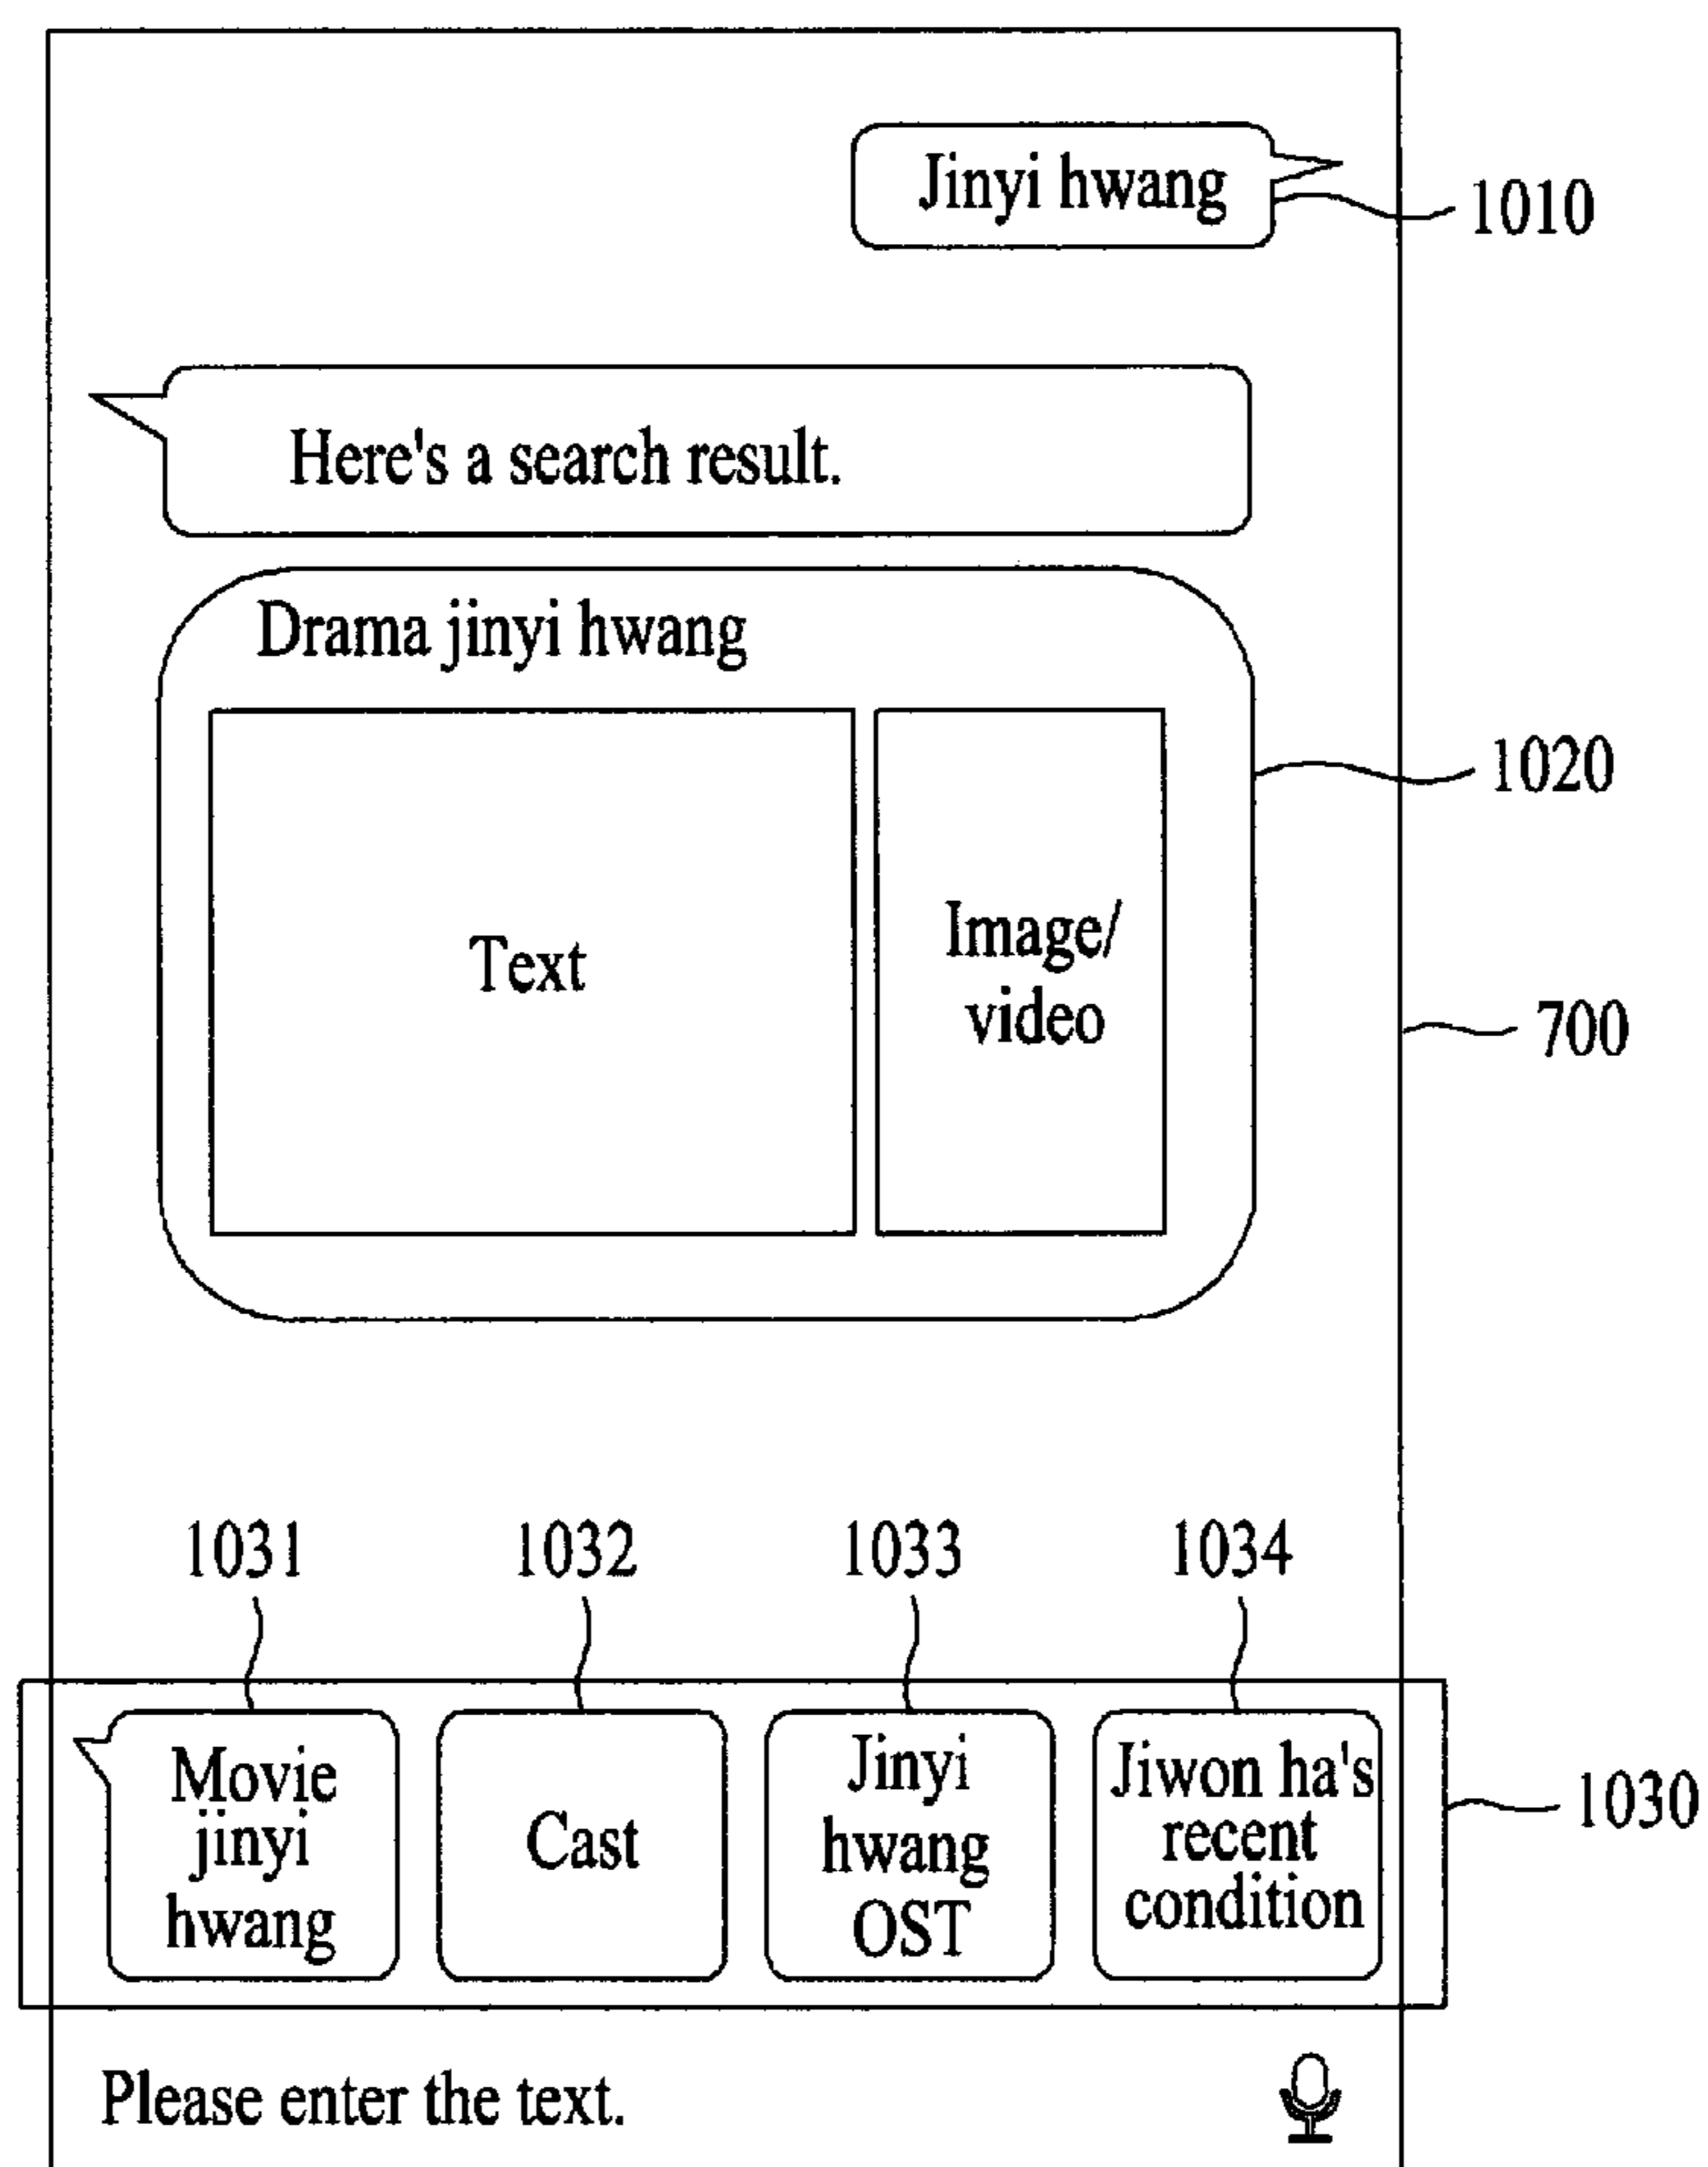 Jinyi hwang
1010
Here's a search result.
Drama jinyi hwang
1020
Text
Image/
video
700
1031
1032
1033
1034
Movie
jinyi
hwang
Cast
Jinyi
hwang
OST
Jiwon ha's
recent
condition
1030
Please enter the text.